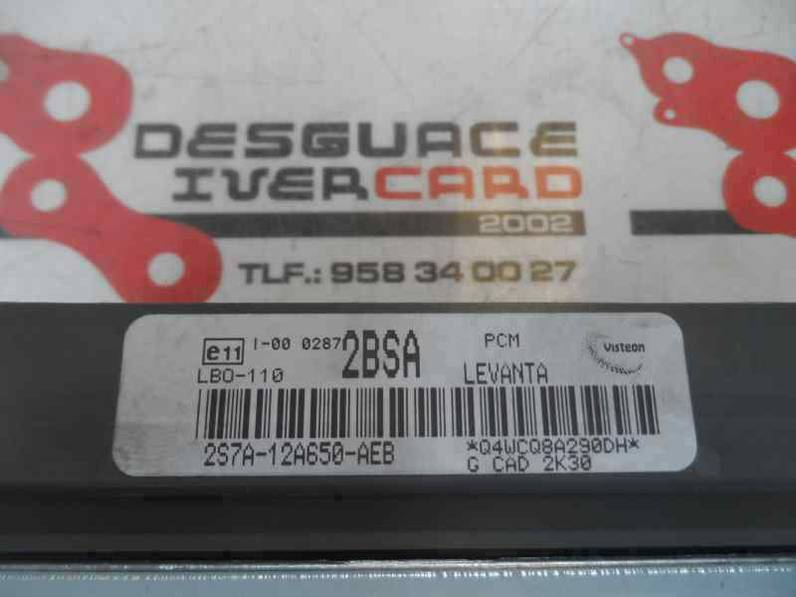 DESGUACE
IVERCARD
2002
TLF.: 958 34 00 27
e11 I-00 0287 2BSA PCM Visteon
LBO-110 LEVANTA
2S7A-12A650-AEB *Q4WCQ8A290DH*
G CAD 2K30